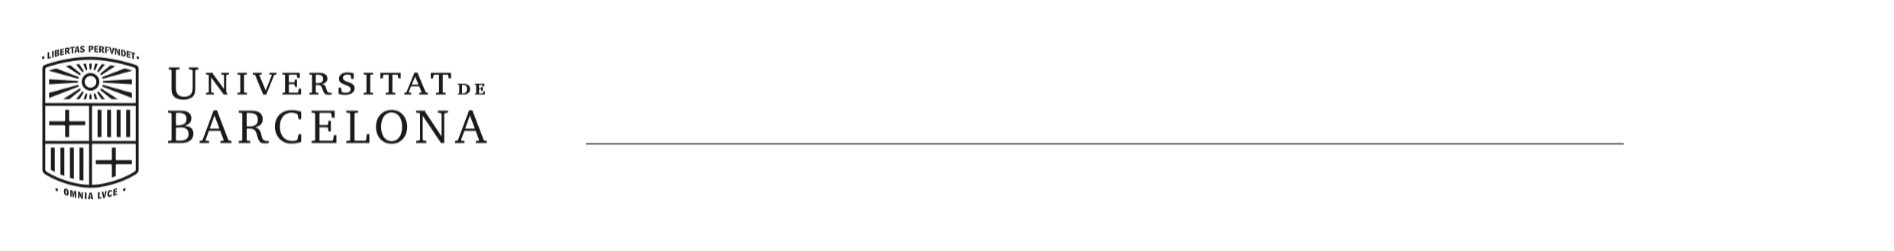 · LIBERTAS PERFVNDET ·
UNIVERSITAT DE
BARCELONA
· OMNIA LVCE ·